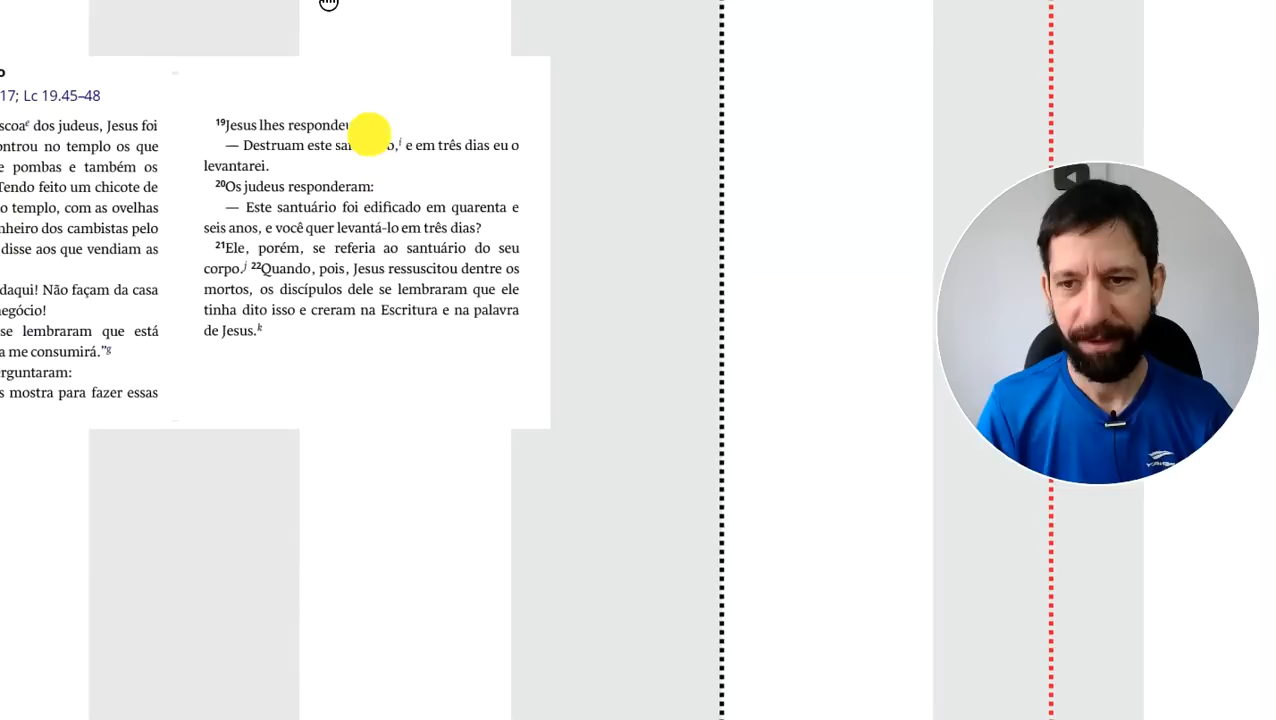 o
17; Lc 19.45–48
scoaᵉ dos judeus, Jesus foi
ontrou no templo os que
e pombas e também os
Tendo feito um chicote de
o templo, com as ovelhas
nheiro dos cambistas pelo
disse aos que vendiam as
daqui! Não façam da casa
negócio!
se lembraram que está
a me consumirá.”ᵍ
erguntaram:
s mostra para fazer essas
¹⁹Jesus lhes responde
— Destruam este ,ⁱ e em três dias eu o
levantarei.
²⁰Os judeus responderam:
— Este santuário foi edificado em quarenta e
seis anos, e você quer levantá-lo em três dias?
²¹Ele, porém, se referia ao santuário do seu
corpo.ʲ ²²Quando, pois, Jesus ressuscitou dentre os
mortos, os discípulos dele se lembraram que ele
tinha dito isso e creram na Escritura e na palavra
de Jesus.ᵏ